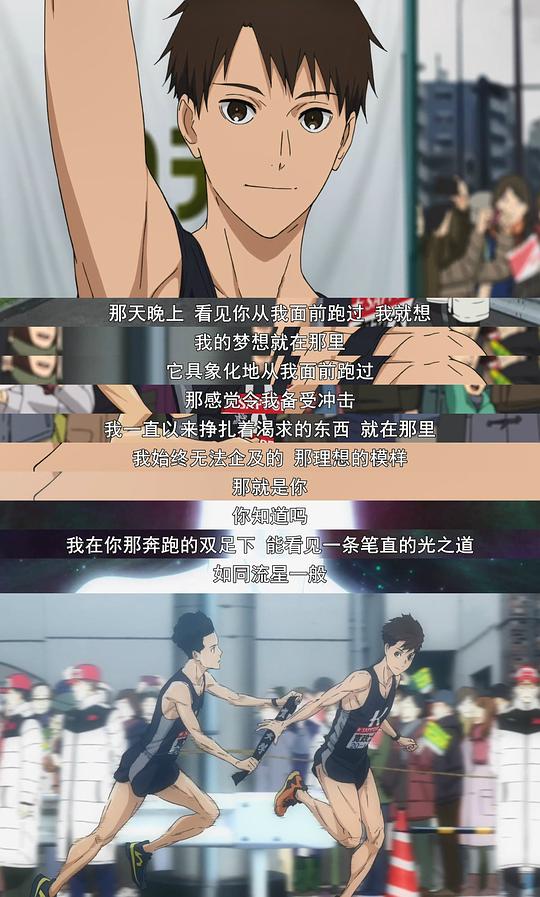 那天晚上 看见你从我面前跑过 我就想
我的梦想就在那里
它具象化地从我面前跑过
那感觉令我备受冲击
我一直以来挣扎着渴求的东西 就在那里
我始终无法企及的 那理想的模样
那就是你
你知道吗
我在你那奔跑的双足下 能看见一条笔直的光之道
如同流星一般